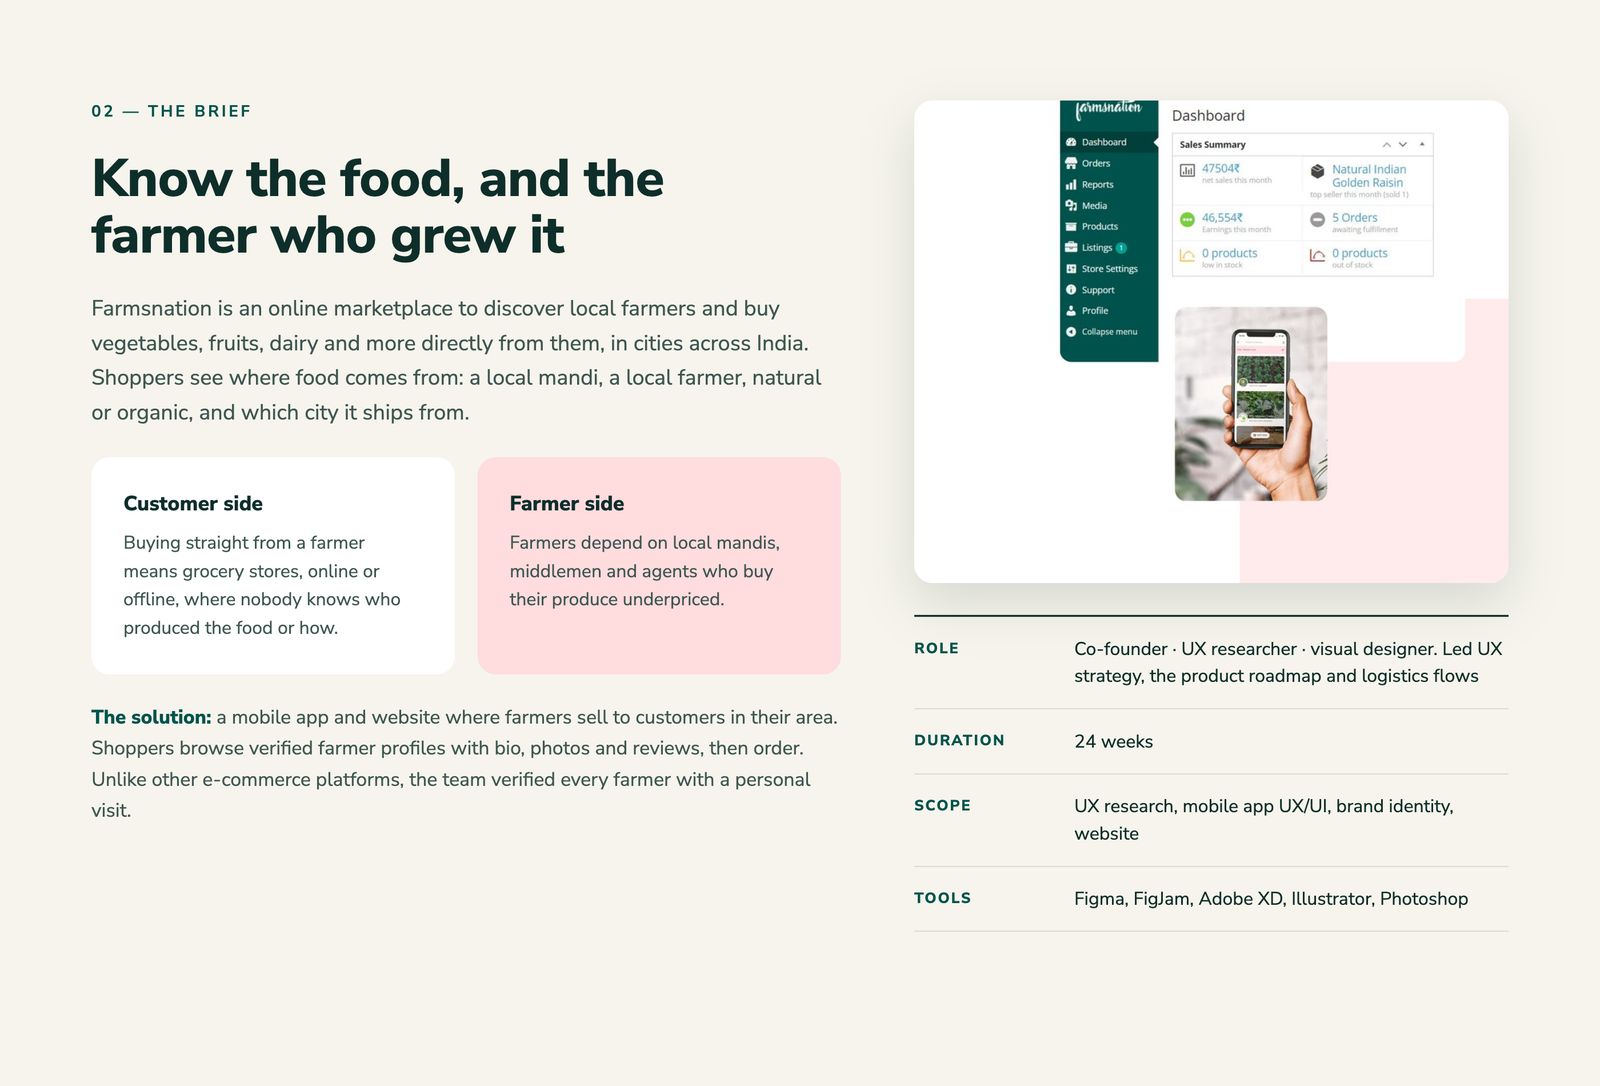 02 — THE BRIEF
Know the food, and the
farmer who grew it
Farmsnation is an online marketplace to discover local farmers and buy
vegetables, fruits, dairy and more directly from them, in cities across India.
Shoppers see where food comes from: a local mandi, a local farmer, natural
or organic, and which city it ships from.
Customer side
Buying straight from a farmer
means grocery stores, online or
offline, where nobody knows who
produced the food or how.
Farmer side
Farmers depend on local mandis,
middlemen and agents who buy
their produce underpriced.
The solution: a mobile app and website where farmers sell to customers in their area.
Shoppers browse verified farmer profiles with bio, photos and reviews, then order.
Unlike other e-commerce platforms, the team verified every farmer with a personal
visit.
farmsnation
Dashboard
Orders
Reports
Media
Products
Listings 1
Store Settings
Support
Profile
Collapse menu
Dashboard
Sales Summary
47504₹
net sales this month
Natural Indian
Golden Raisin
top seller this month (sold 1)
46,554₹
Earnings this month
5 Orders
awaiting fulfillment
0 products
low in stock
0 products
out of stock
ROLE
Co-founder · UX researcher · visual designer. Led UX
strategy, the product roadmap and logistics flows
DURATION
24 weeks
SCOPE
UX research, mobile app UX/UI, brand identity,
website
TOOLS
Figma, FigJam, Adobe XD, Illustrator, Photoshop